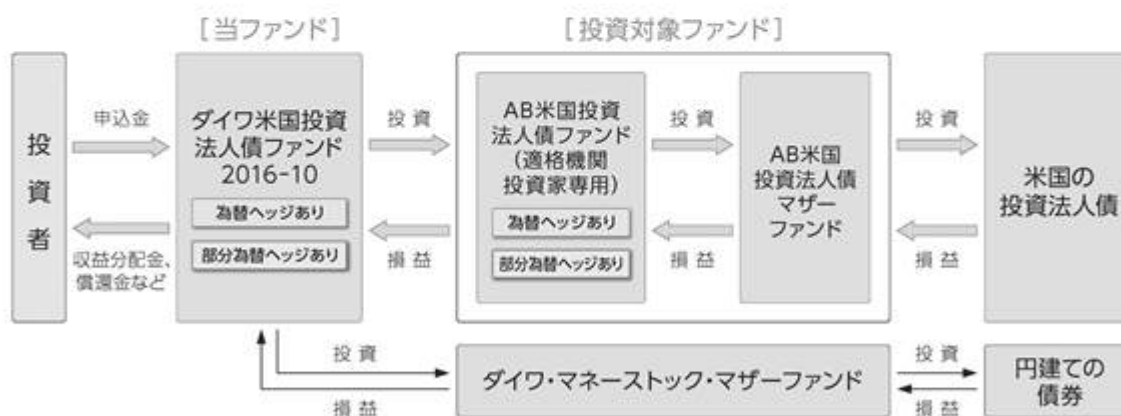 [当ファンド]
[投資対象ファンド]
投資者
申込金
収益分配金、
償還金など
ダイワ米国投資
法人債ファンド
2016-10
為替ヘッジあり
部分為替ヘッジあり
投資
損益
AB米国投資
法人債ファンド
(適格機関
投資家専用)
為替ヘッジあり
部分為替ヘッジあり
投資
損益
AB米国
投資法人債
マザー
ファンド
投資
損益
米国の
投資法人債
投資
損益
ダイワ・マネーストック・マザーファンド
投資
損益
円建ての
債券